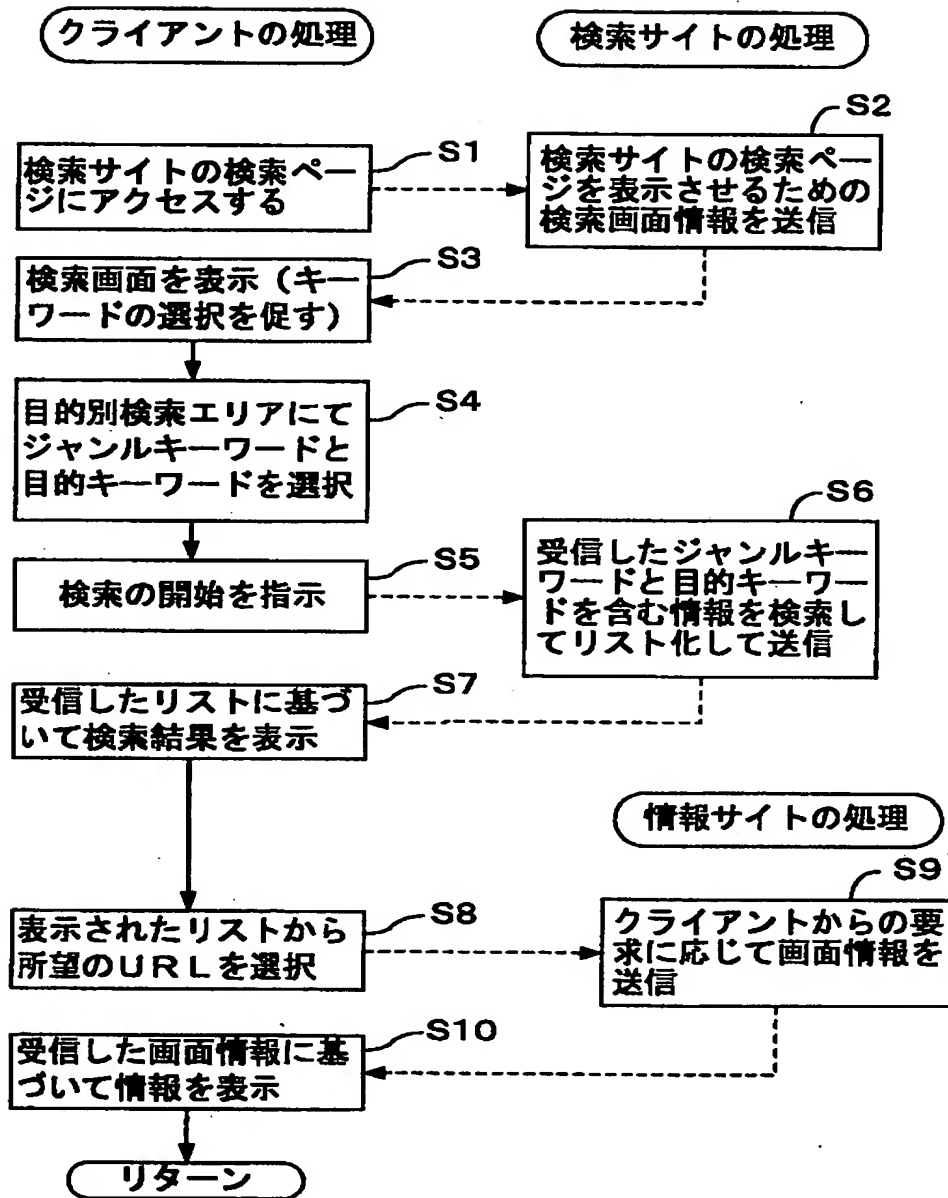 クライアントの処理
検索サイトの処理
S1
検索サイトの検索ペー
ジにアクセスする
S2
検索サイトの検索ペー
ジを表示させるための
検索画面情報を送信
S3
検索画面を表示(キー
ワードの選択を促す)
S4
目的別検索エリアにて
ジャンルキーワードと
目的キーワードを選択
S5
検索の開始を指示
S6
受信したジャンルキー
ワードと目的キーワー
ドを含む情報を検索し
てリスト化して送信
S7
受信したリストに基づ
いて検索結果を表示
情報サイトの処理
S8
表示されたリストから
所望のURLを選択
S9
クライアントからの要
求に応じて画面情報を
送信
S10
受信した画面情報に基
づいて情報を表示
リターン